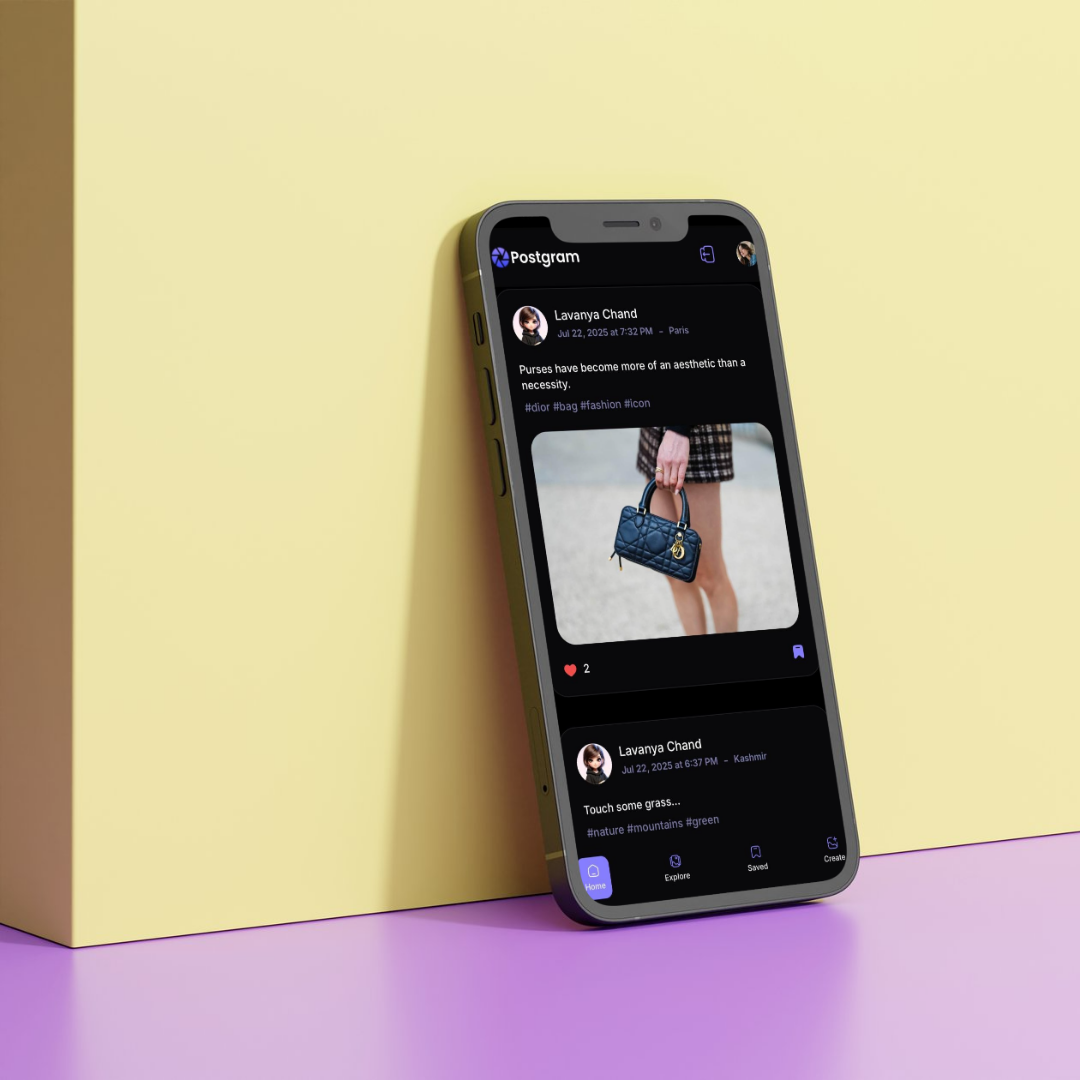 Postgram
Lavanya Chand
Jul 22, 2025 at 7:32 PM - Paris
Purses have become more of an aesthetic than a
necessity.
#dior #bag #fashion #icon
2
Lavanya Chand
Jul 22, 2025 at 6:37 PM - Kashmir
Touch some grass...
#nature #mountains #green
Home
Explore
Saved
Create